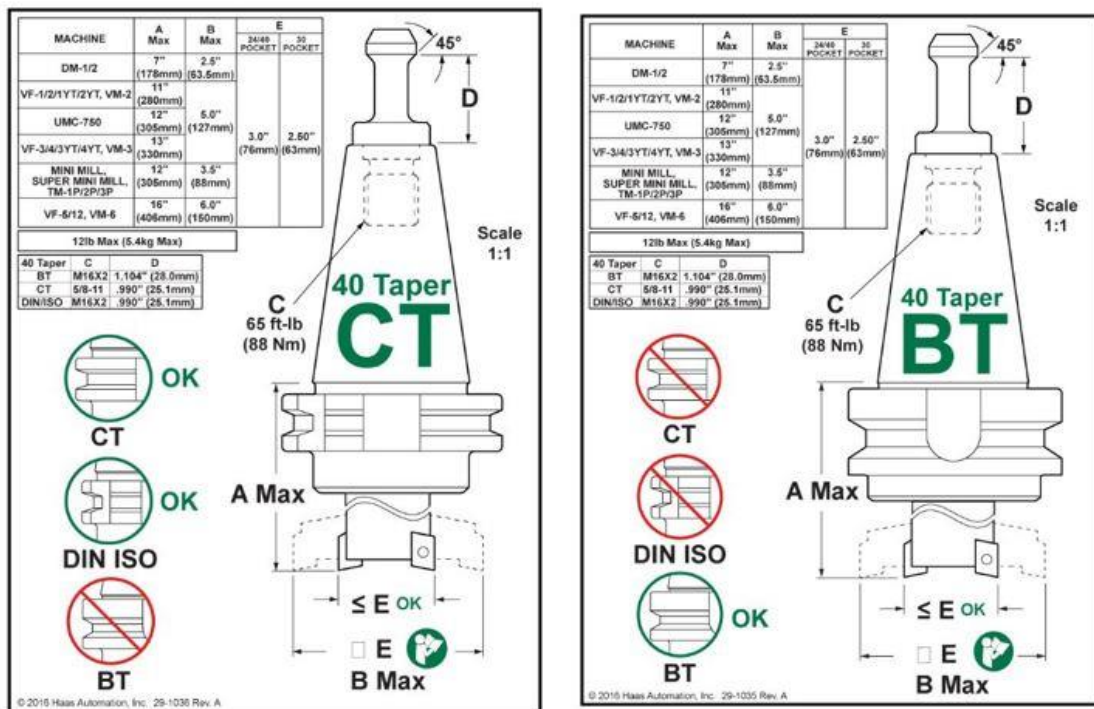 MACHINE A Max B Max E
24/40 POCKET 30 POCKET
DM-1/2 7" (178mm) 2.5" (63.5mm)
VF-1/2/1YT/2YT, VM-2 11" (280mm)
UMC-750 12" (305mm) 5.0" (127mm)
VF-3/4/3YT/4YT, VM-3 13" (330mm)
3.0" (76mm) 2.50" (63mm)
MINI MILL, SUPER MINI MILL, TM-1P/2P/3P 12" (305mm) 3.5" (88mm)
VF-5/12, VM-6 16" (406mm) 6.0" (150mm)
12lb Max (5.4kg Max)
40 Taper C D
BT M16X2 1.104" (28.0mm)
CT 5/8-11 .990" (25.1mm)
DIN/ISO M16X2 .990" (25.1mm)
45°
D
Scale
1:1
C
65 ft-lb
(88 Nm)
40 Taper
CT
OK
CT
OK
DIN ISO
BT
A Max
≤ E OK
□ E
B Max
© 2016 Haas Automation, Inc. 29-1036 Rev. A
MACHINE A Max B Max E
24/40 POCKET 30 POCKET
DM-1/2 7" (178mm) 2.5" (63.5mm)
VF-1/2/1YT/2YT, VM-2 11" (280mm)
UMC-750 12" (305mm) 5.0" (127mm)
VF-3/4/3YT/4YT, VM-3 13" (330mm)
3.0" (76mm) 2.50" (63mm)
MINI MILL, SUPER MINI MILL, TM-1P/2P/3P 12" (305mm) 3.5" (88mm)
VF-5/12, VM-6 16" (406mm) 6.0" (150mm)
12lb Max (5.4kg Max)
40 Taper C D
BT M16X2 1.104" (28.0mm)
CT 5/8-11 .990" (25.1mm)
DIN/ISO M16X2 .990" (25.1mm)
45°
D
Scale
1:1
C
65 ft-lb
(88 Nm)
40 Taper
BT
CT
DIN ISO
OK
BT
A Max
≤ E OK
□ E
B Max
© 2016 Haas Automation, Inc. 29-1035 Rev. A